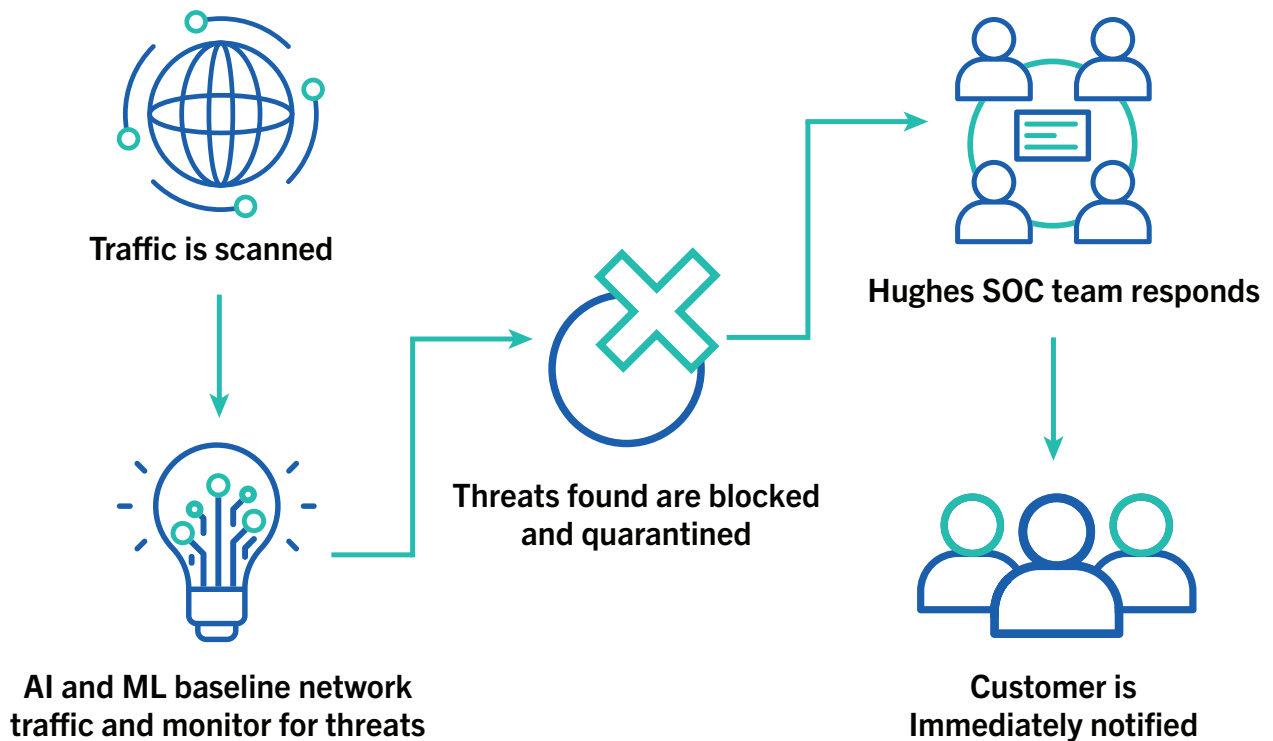 Traffic is scanned
AI and ML baseline network
traffic and monitor for threats
Threats found are blocked
and quarantined
Hughes SOC team responds
Customer is
Immediately notified